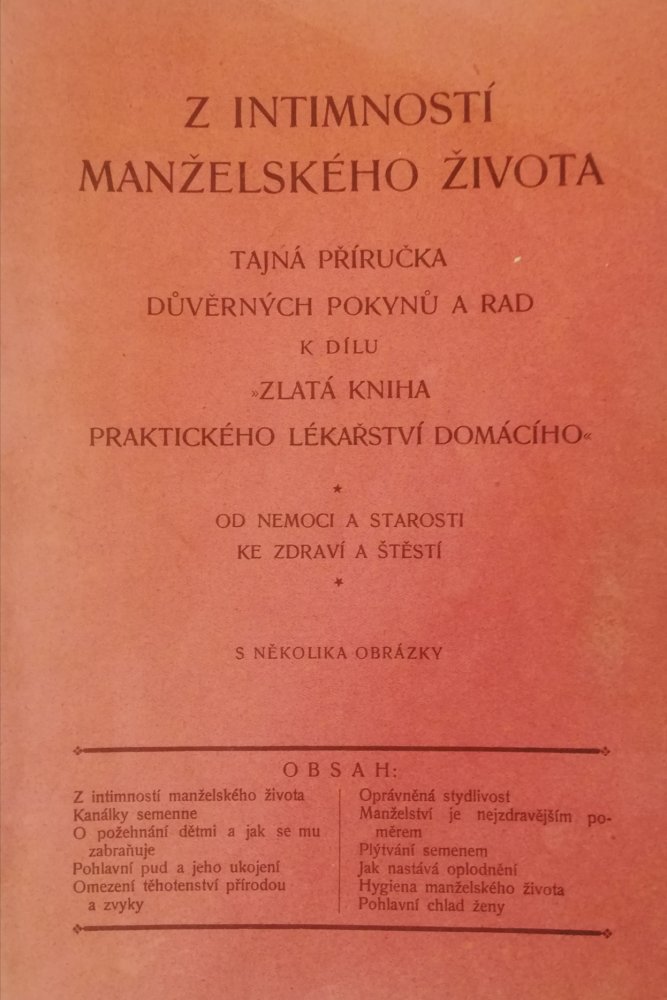 Z INTIMNOSTÍ
MANŽELSKÉHO ŽIVOTA
TAJNÁ PŘÍRUČKA
DŮVĚRNÝCH POKYNŮ A RAD
K DÍLU
»ZLATÁ KNIHA
PRAKTICKÉHO LÉKAŘSTVÍ DOMÁCÍHO«
OD NEMOCI A STAROSTI
KE ZDRAVÍ A ŠTĚSTÍ
S NĚKOLIKA OBRÁZKY
OBSAH:
Z intimností manželského života
Kanálky semenne
O požehnání dětmi a jak se mu
zabraňuje
Pohlavní pud a jeho ukojení
Omezení těhotenství přírodou
a zvyky
Oprávněná stydlivost
Manželství je nejzdravějším po-
měrem
Plýtvání semenem
Jak nastává oplodnění
Hygiena manželského života
Pohlavní chlad ženy